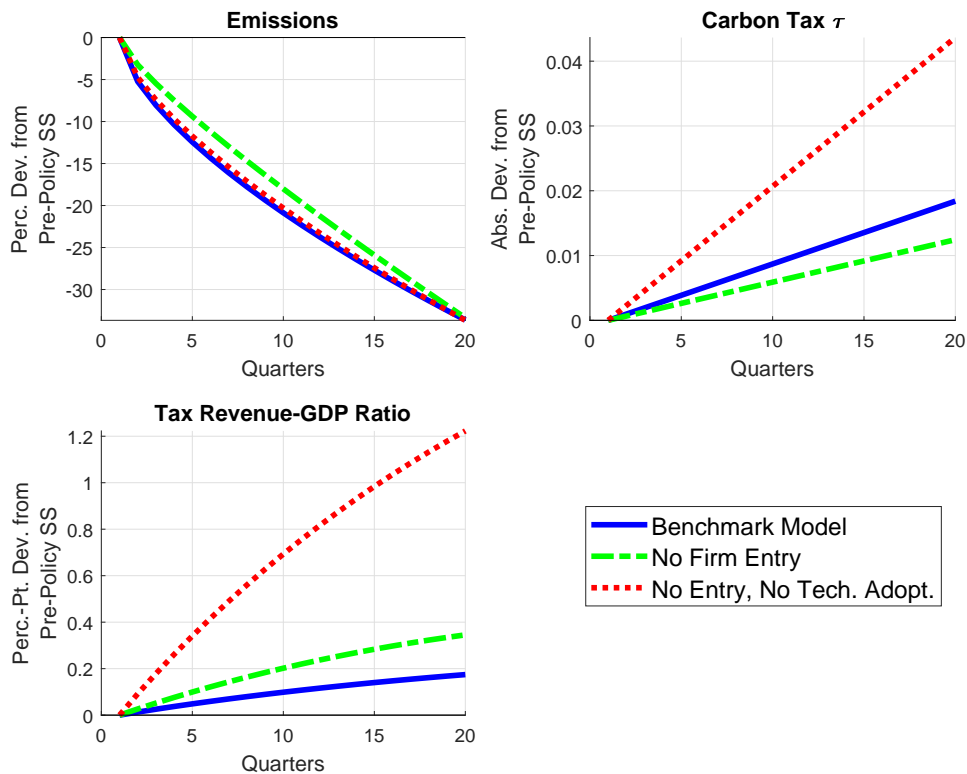 Emissions
Perc. Dev. from
Pre-Policy SS
0
-5
-10
-15
-20
-25
-30
0
5
10
15
20
Quarters
Carbon Tax τ
Abs. Dev. from
Pre-Policy SS
0.04
0.03
0.02
0.01
0
0
5
10
15
20
Quarters
Tax Revenue-GDP Ratio
Perc.-Pt. Dev. from
Pre-Policy SS
1.2
1
0.8
0.6
0.4
0.2
0
0
5
10
15
20
Quarters
Benchmark Model
No Firm Entry
No Entry, No Tech. Adopt.